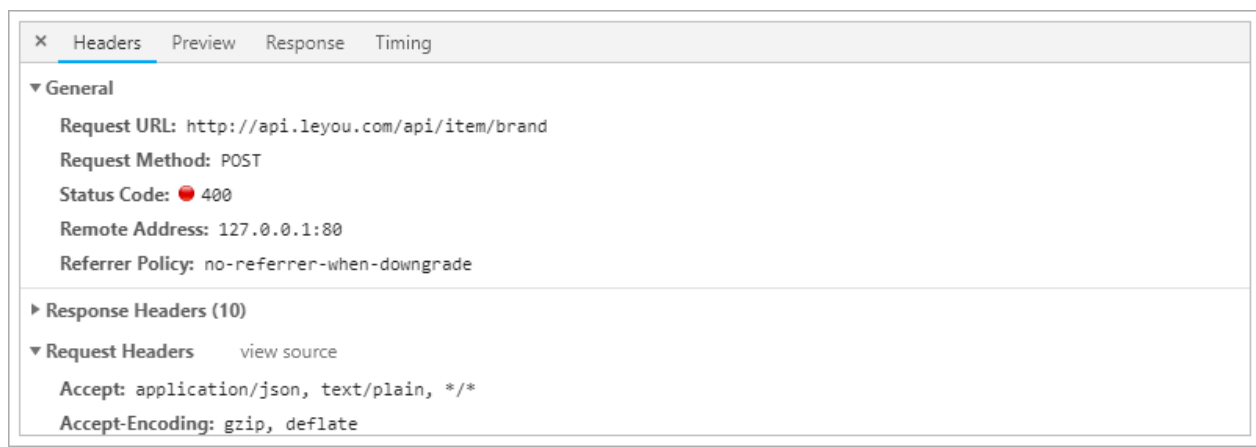 × Headers Preview Response Timing
▼ General
Request URL: http://api.leyou.com/api/item/brand
Request Method: POST
Status Code: 400
Remote Address: 127.0.0.1:80
Referrer Policy: no-referrer-when-downgrade
▶ Response Headers (10)
▼ Request Headers view source
Accept: application/json, text/plain, */*
Accept-Encoding: gzip, deflate